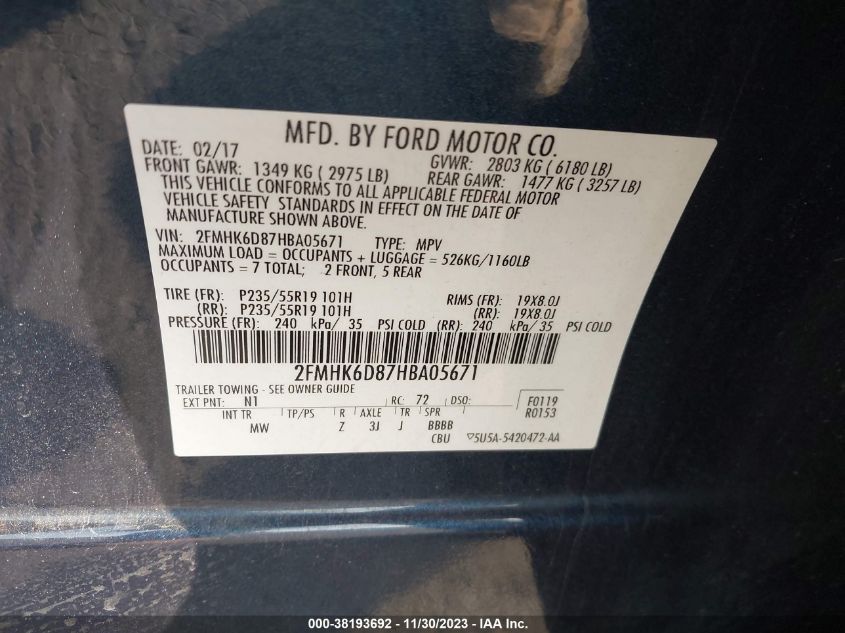 MFD. BY FORD MOTOR CO.
DATE: 02/17 GVWR: 2803 KG ( 6180 LB)
FRONT GAWR: 1349 KG ( 2975 LB) REAR GAWR: 1477 KG ( 3257 LB)
THIS VEHICLE CONFORMS TO ALL APPLICABLE FEDERAL MOTOR
VEHICLE SAFETY STANDARDS IN EFFECT ON THE DATE OF
MANUFACTURE SHOWN ABOVE.
VIN: 2FMHK6D87HBA05671 TYPE: MPV
MAXIMUM LOAD = OCCUPANTS + LUGGAGE = 526KG/1160LB
OCCUPANTS = 7 TOTAL; 2 FRONT, 5 REAR
TIRE (FR): P235/55R19 101H RIMS (FR): 19X8.0J
(RR): P235/55R19 101H (RR): 19X8.0J
PRESSURE (FR): 240 kPa/ 35 PSI COLD (RR): 240 kPa/ 35 PSI COLD
2FMHK6D87HBA05671
TRAILER TOWING - SEE OWNER GUIDE
EXT PNT: N1 RC: 72 DSO: F0119
INT TR TP/PS R AXLE TR SPR R0153
MW Z 3J J BBBB
CBU 5U5A-5420472-AA
000-38193692 - 11/30/2023 - IAA Inc.